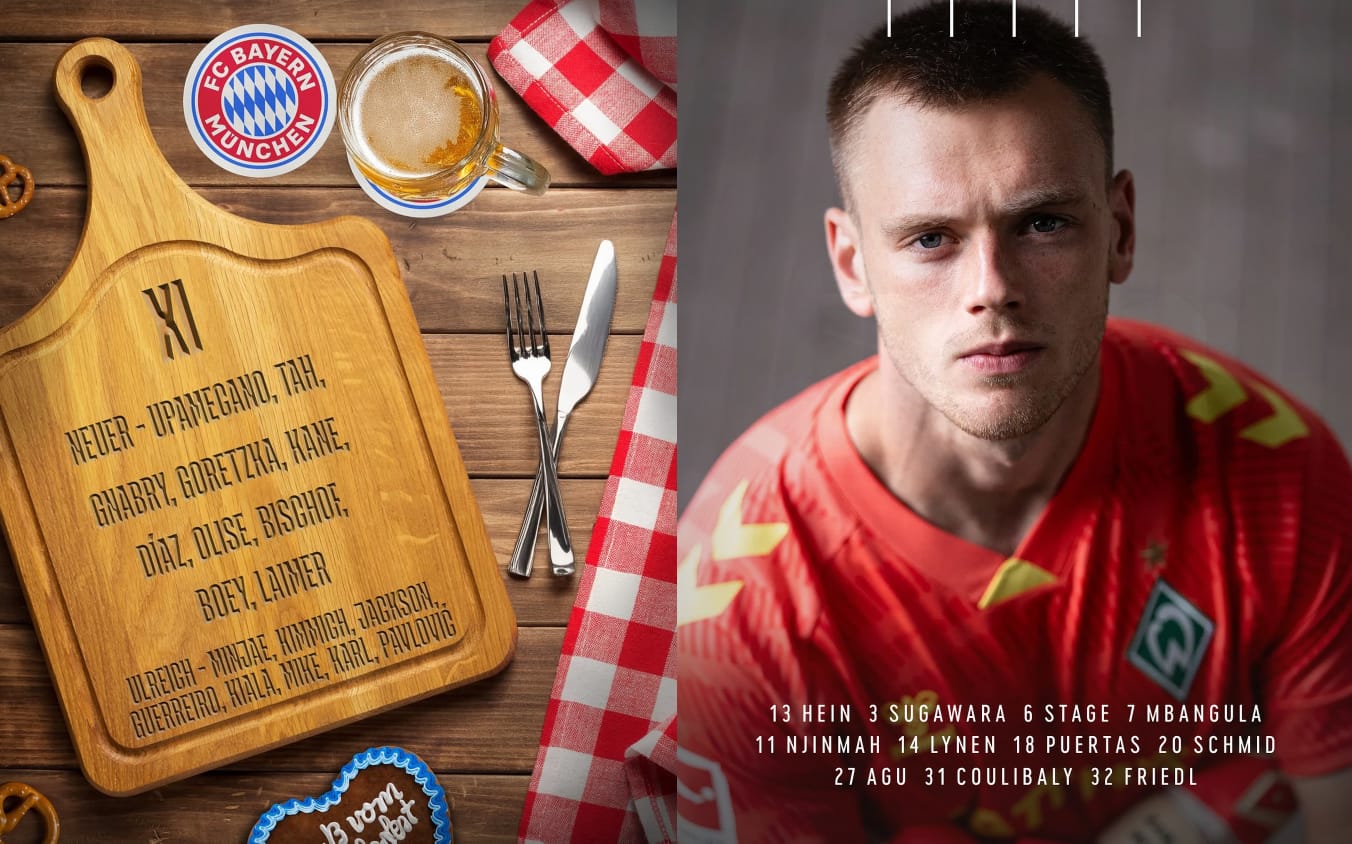 FC BAYERN
MÜNCHEN
XI
NEUER - UPAMECANO, TAH,
GNABRY, GORETZKA, KANE,
DÍAZ, OLISE, BISCHOF,
BOEY, LAIMER
ULREICH - MINJAE, KIMMICH, JACKSON,
GUERREIRO, KIALA, MIKE, KARL, PAVLOVIĆ
vom
13 HEIN 3 SUGAWARA 6 STAGE 7 MBANGULA
11 NJINMAH 14 LYNEN 18 PUERTAS 20 SCHMID
27 AGU 31 COULIBALY 32 FRIEDL